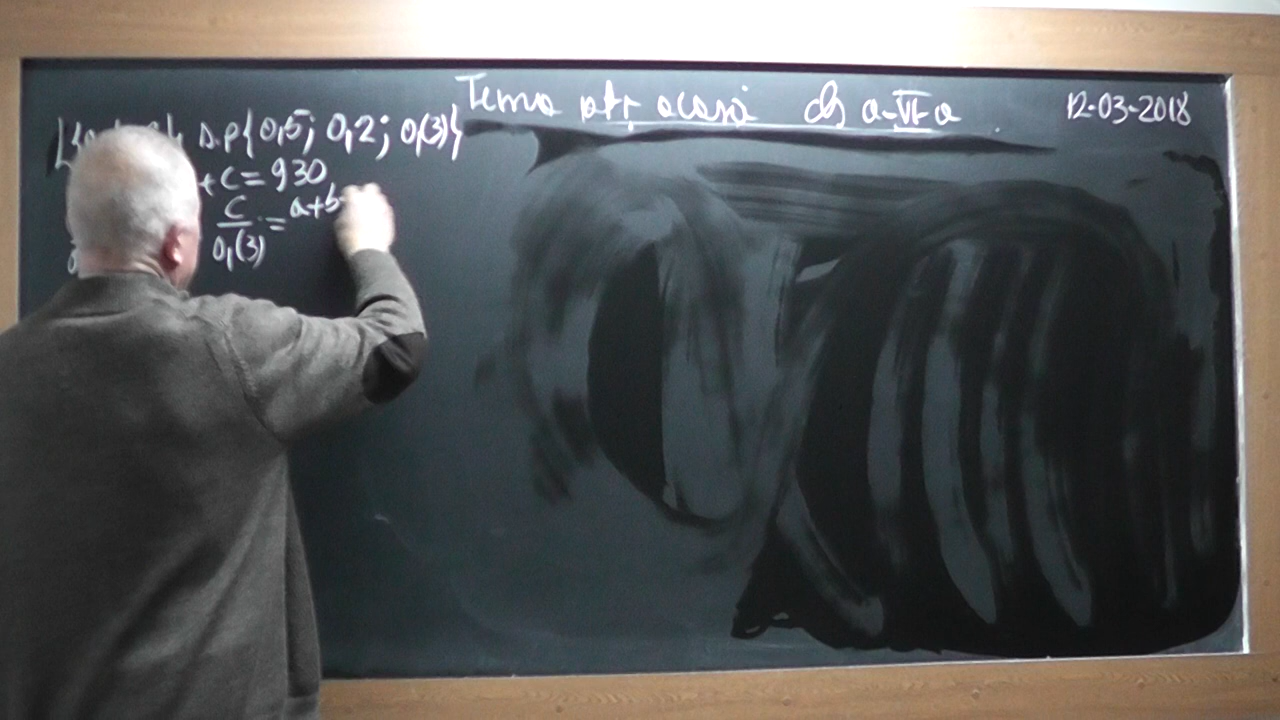 Tema ptr acasă cls a-VI-a
12-03-2018
D.P{0,5; 0,2; 0,(3)}
+ C = 930
C/0,(3) = a+b